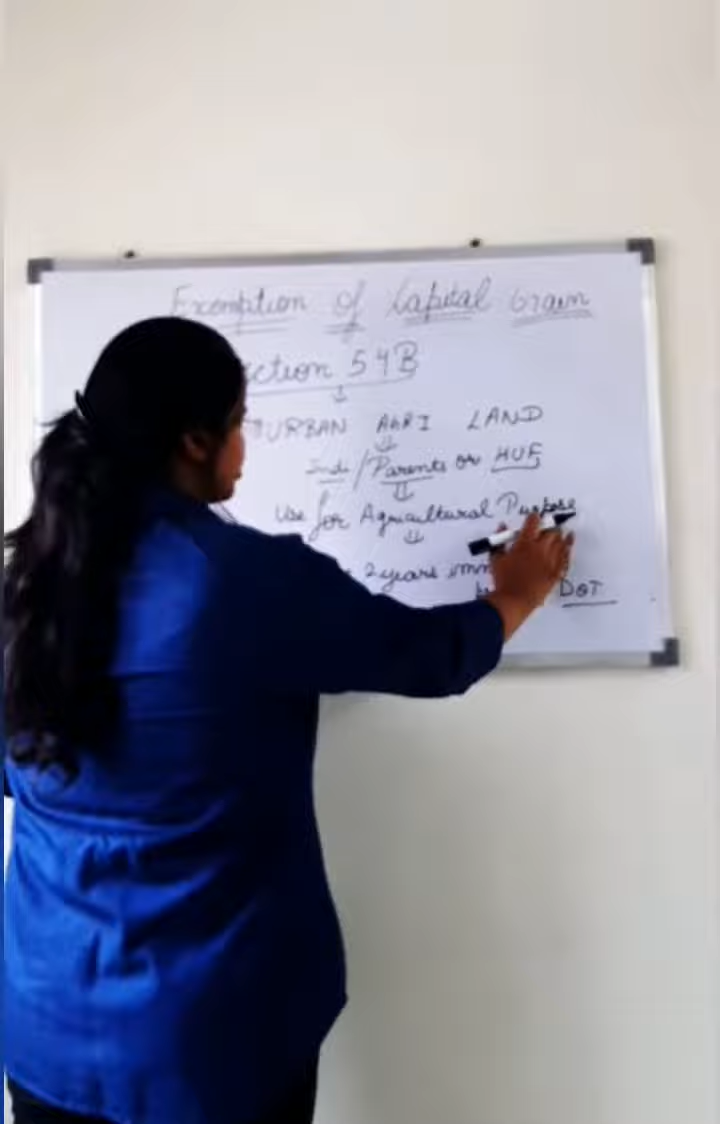 Exemption of Capital Gain
ction 54B
URBAN AGRI LAND
Indi/Parents or HUF
Use for Agricultural Purpose
2 years imm
DOT